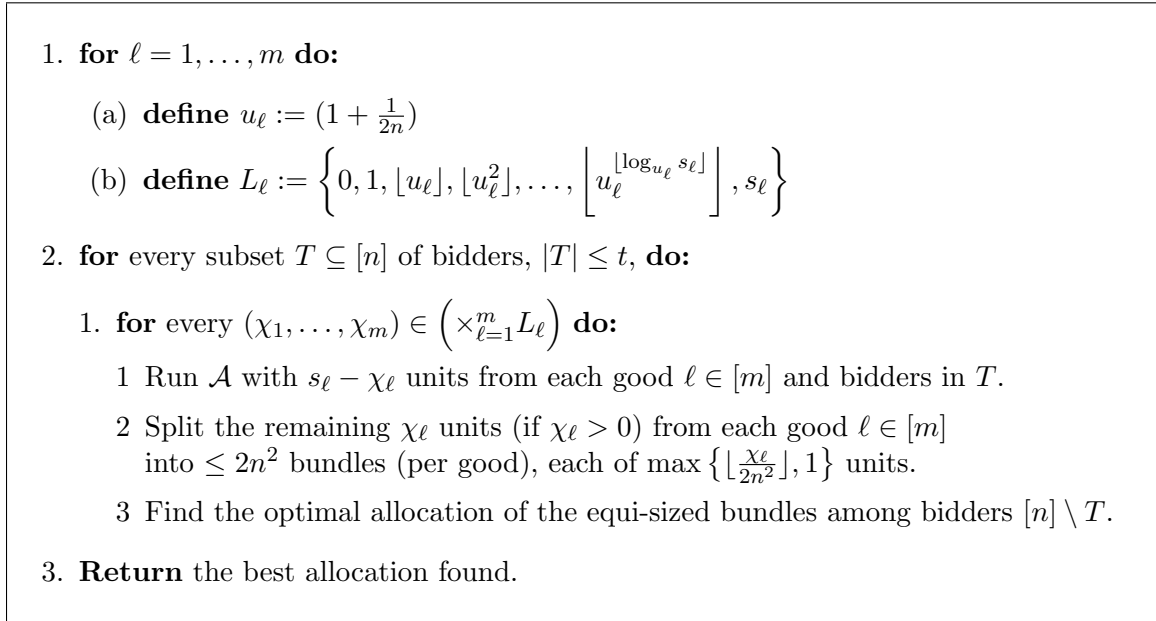 1. for ℓ = 1, . . . , m do:
(a) define u_ℓ := (1 + 1/2n)
(b) define L_ℓ := {0, 1, ⌊u_ℓ⌋, ⌊u_ℓ^2⌋, . . . , ⌊u_ℓ^{⌊log_{u_ℓ} s_ℓ⌋}⌋, s_ℓ}
2. for every subset T ⊆ [n] of bidders, |T| ≤ t, do:
1. for every (χ_1, . . . , χ_m) ∈ (×_{ℓ=1}^m L_ℓ) do:
1 Run 𝒜 with s_ℓ − χ_ℓ units from each good ℓ ∈ [m] and bidders in T.
2 Split the remaining χ_ℓ units (if χ_ℓ > 0) from each good ℓ ∈ [m]
into ≤ 2n^2 bundles (per good), each of max {⌊χ_ℓ/2n^2⌋, 1} units.
3 Find the optimal allocation of the equi-sized bundles among bidders [n] \ T.
3. Return the best allocation found.